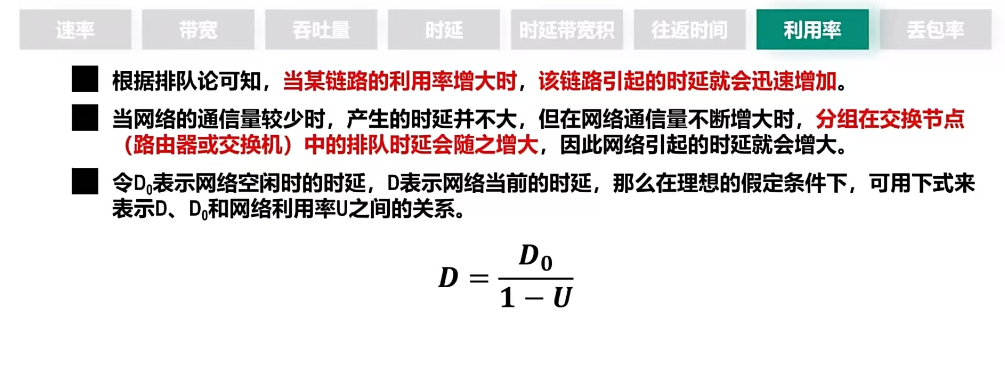 速率 带宽 吞吐量 时延 时延带宽积 往返时间 利用率 丢包率
根据排队论可知，当某链路的利用率增大时，该链路引起的时延就会迅速增加。
当网络的通信量较少时，产生的时延并不大，但在网络通信量不断增大时，分组在交换节点
（路由器或交换机）中的排队时延会随之增大，因此网络引起的时延就会增大。
令D₀表示网络空闲时的时延，D表示网络当前的时延，那么在理想的假定条件下，可用下式来
表示D、D₀和网络利用率U之间的关系。
D = D₀ / (1 − U)